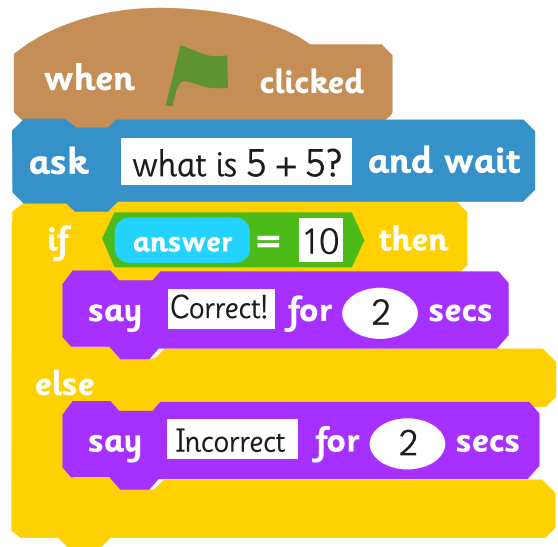 when clicked
ask what is 5 + 5? and wait
if answer = 10 then
say Correct! for 2 secs
else
say Incorrect for 2 secs